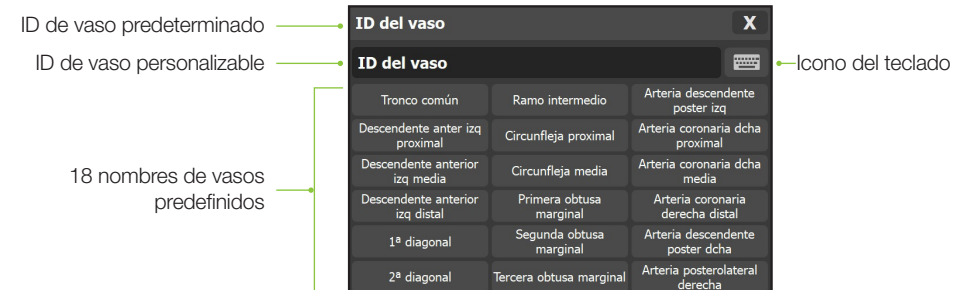 ID de vaso predeterminado
ID del vaso
X
ID de vaso personalizable
ID del vaso
Icono del teclado
18 nombres de vasos
predefinidos
Tronco común
Ramo intermedio
Arteria descendente
poster izq
Descendente anter izq
proximal
Circunfleja proximal
Arteria coronaria dcha
proximal
Descendente anterior
izq media
Circunfleja media
Arteria coronaria dcha
media
Descendente anterior
izq distal
Primera obtusa
marginal
Arteria coronaria
derecha distal
1ª diagonal
Segunda obtusa
marginal
Arteria descendente
poster dcha
2ª diagonal
Tercera obtusa marginal
Arteria posterolateral
derecha